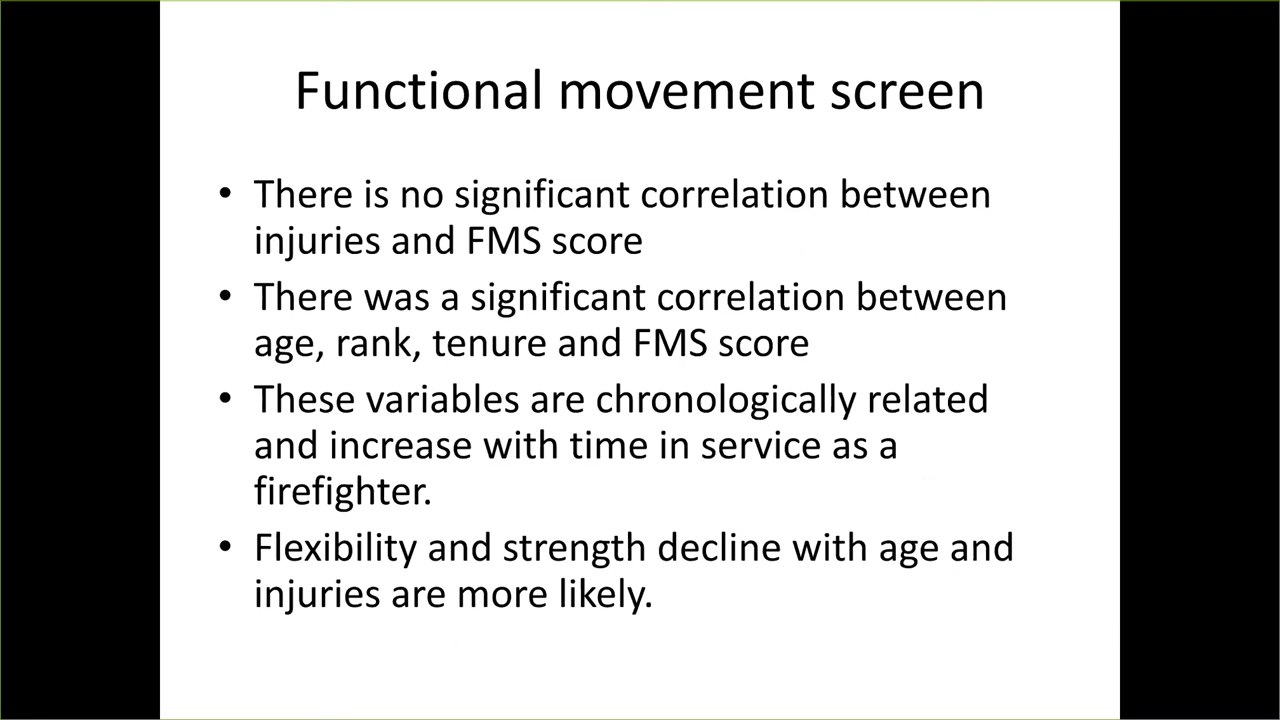 Functional movement screen
• There is no significant correlation between
injuries and FMS score
• There was a significant correlation between
age, rank, tenure and FMS score
• These variables are chronologically related
and increase with time in service as a
firefighter.
• Flexibility and strength decline with age and
injuries are more likely.